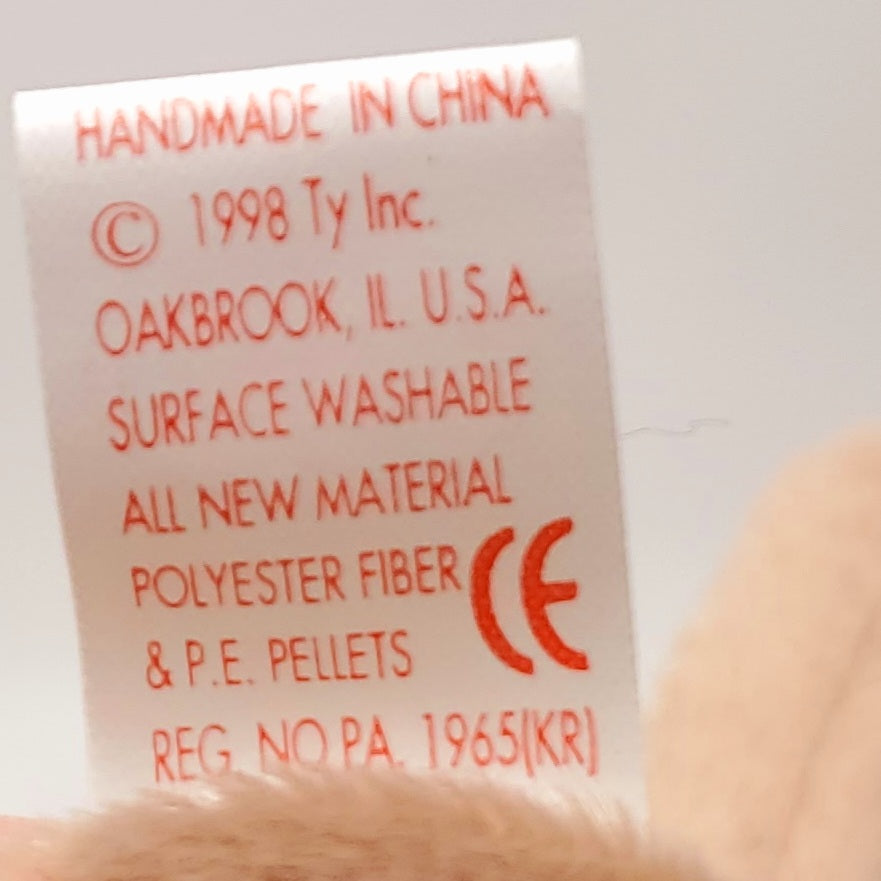 HANDMADE IN CHINA
© 1998 Ty Inc.
OAKBROOK, IL. U.S.A.
SURFACE WASHABLE
ALL NEW MATERIAL
POLYESTER FIBER
& P.E. PELLETS
CE
REG. NO PA. 1965(KR)